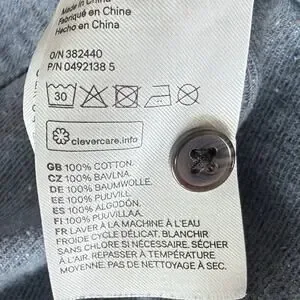 Made in China
Fabriqué en Chine
Hecho en China
O/N 382440
P/N 0492138 5
30
clevercare.info
GB 100% COTTON.
CZ 100% BAVLNA.
DE 100% BAUMWOLLE.
EE 100% PUUVILL.
ES 100% ALGODÓN.
FI 100% PUUVILLAA.
FR LAVER À LA MACHINE À L'EAU
FROIDE CYCLE DÉLICAT. BLANCHIR
SANS CHLORE SI NÉCESSAIRE. SÉCHER
À L'AIR. REPASSER À TEMPÉRATURE
MOYENNE. PAS DE NETTOYAGE À SEC.